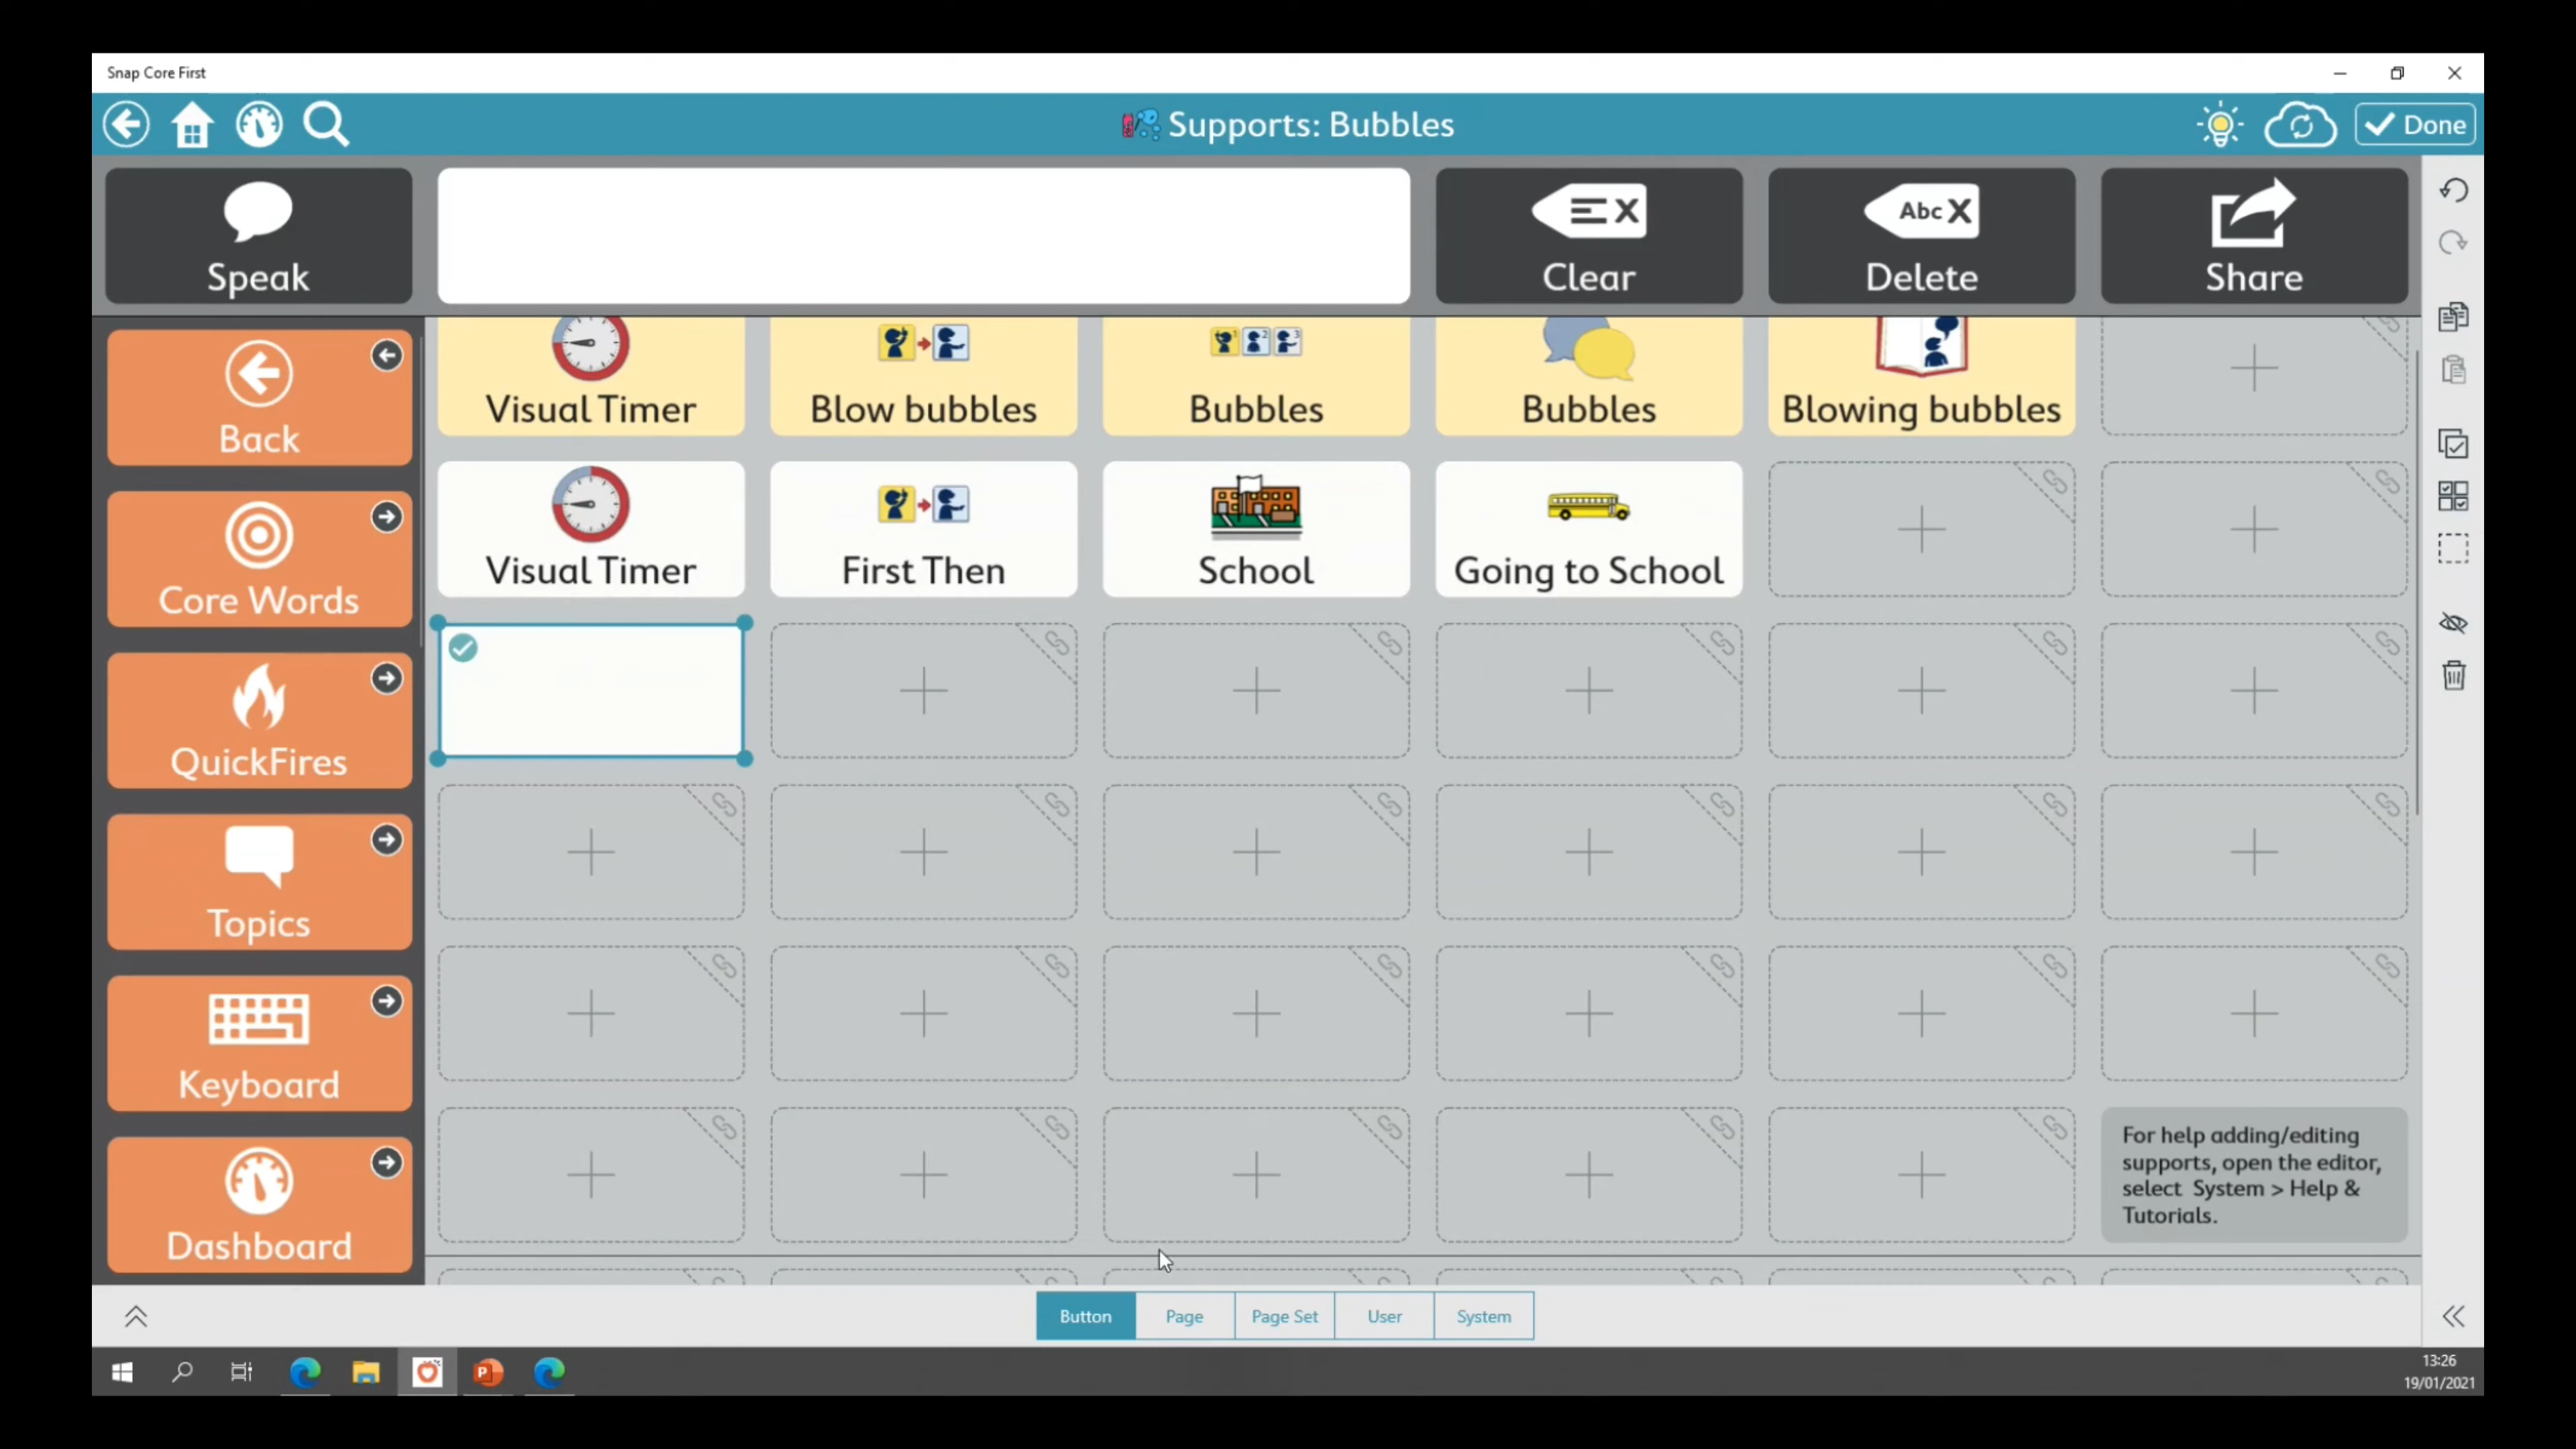 Snap Core First
Supports: Bubbles
Done
Speak
Clear
Abc X
Delete
Share
Back
Visual Timer
Blow bubbles
Bubbles
Bubbles
Blowing bubbles
Core Words
Visual Timer
First Then
School
Going to School
QuickFires
Topics
Keyboard
Dashboard
For help adding/editing
supports, open the editor,
select System > Help &
Tutorials.
Button
Page
Page Set
User
System
13:26
19/01/2021